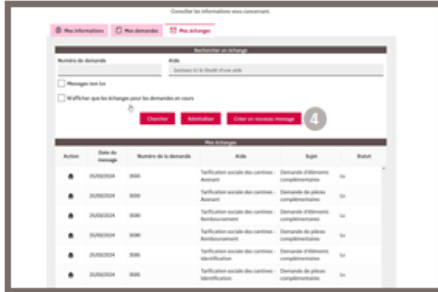 Consulter les informations vous concernant.
Mes informations Mes demandes Mes échanges
Rechercher un échange
Numéro de demande Aide
Saisissez ici le libellé d'une aide
Messages non lus
N'afficher que les échanges pour les demandes en cours
Chercher Réinitialiser Créer un nouveau message 4
Mes échanges
Action Date du message Numéro de la demande Aide Sujet Statut
25/03/2024 Tarification sociale des cantines - Avenant Demande d'éléments complémentaires Lu
25/03/2024 Tarification sociale des cantines - Avenant Demande de pièces complémentaires Lu
25/03/2024 Tarification sociale des cantines - Remboursement Demande d'éléments complémentaires Lu
25/03/2024 Tarification sociale des cantines - Remboursement Demande de pièces complémentaires Lu
25/03/2024 Tarification sociale des cantines - Identification Demande d'éléments complémentaires Lu
25/03/2024 Tarification sociale des cantines - Identification Demande de pièces complémentaires Lu